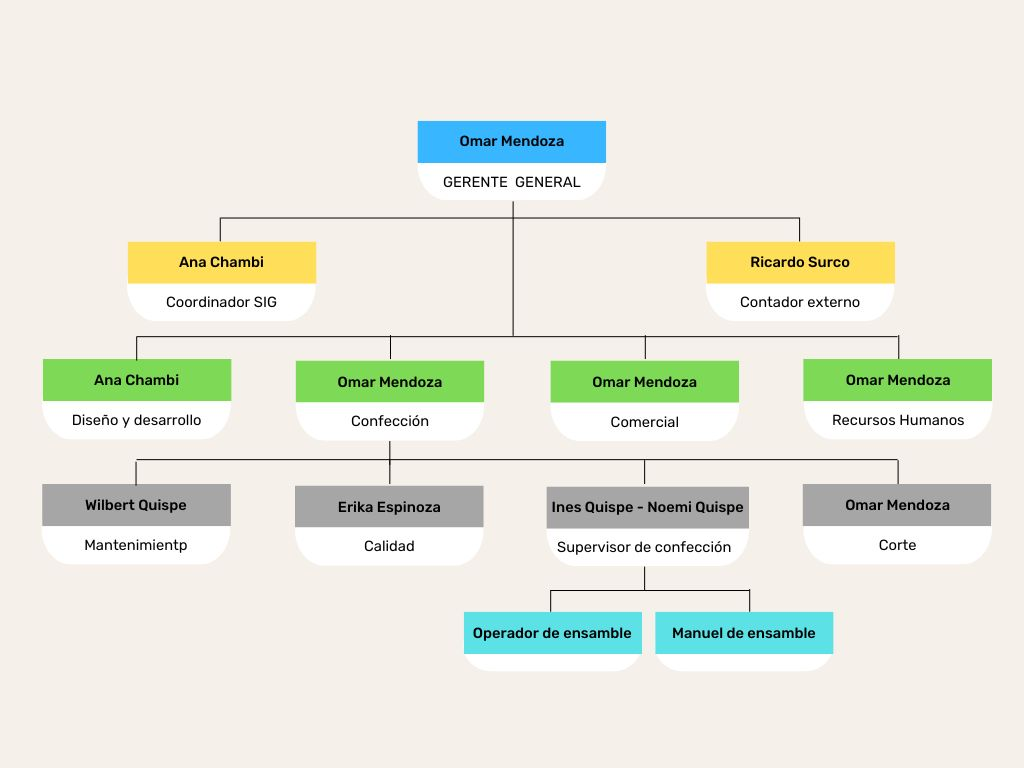 Omar Mendoza
GERENTE GENERAL
Ana Chambi
Coordinador SIG
Ricardo Surco
Contador externo
Ana Chambi
Diseño y desarrollo
Omar Mendoza
Confección
Omar Mendoza
Comercial
Omar Mendoza
Recursos Humanos
Wilbert Quispe
Mantenimientp
Erika Espinoza
Calidad
Ines Quispe - Noemi Quispe
Supervisor de confección
Omar Mendoza
Corte
Operador de ensamble
Manuel de ensamble